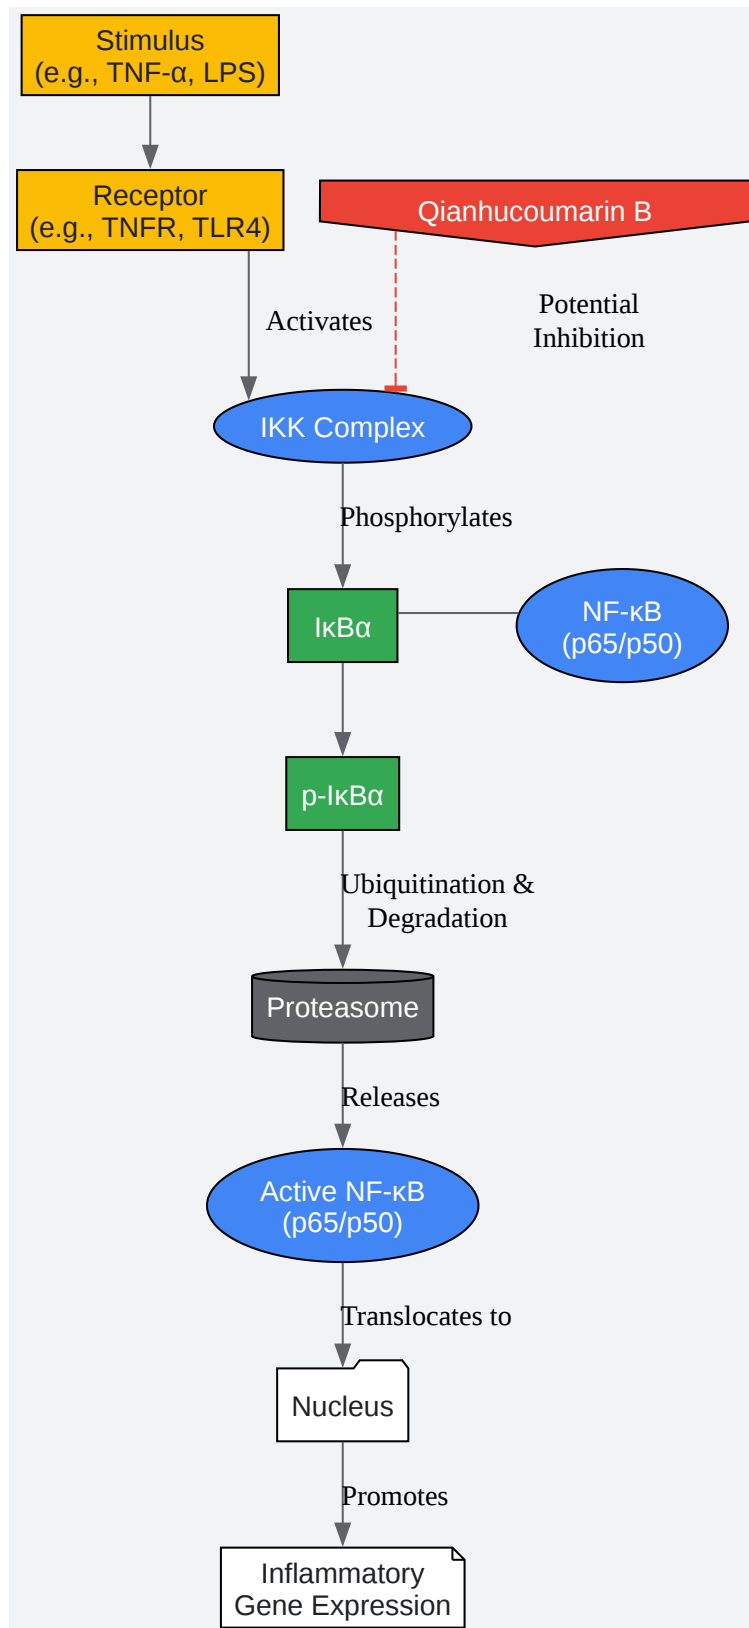 Stimulus
(e.g., TNF-α, LPS)
Receptor
(e.g., TNFR, TLR4)
Qianhucoumarin B
Activates
Potential
Inhibition
IKK Complex
Phosphorylates
IκBα
NF-κB
(p65/p50)
p-IκBα
Ubiquitination &
Degradation
Proteasome
Releases
Active NF-κB
(p65/p50)
Translocates to
Nucleus
Promotes
Inflammatory
Gene Expression